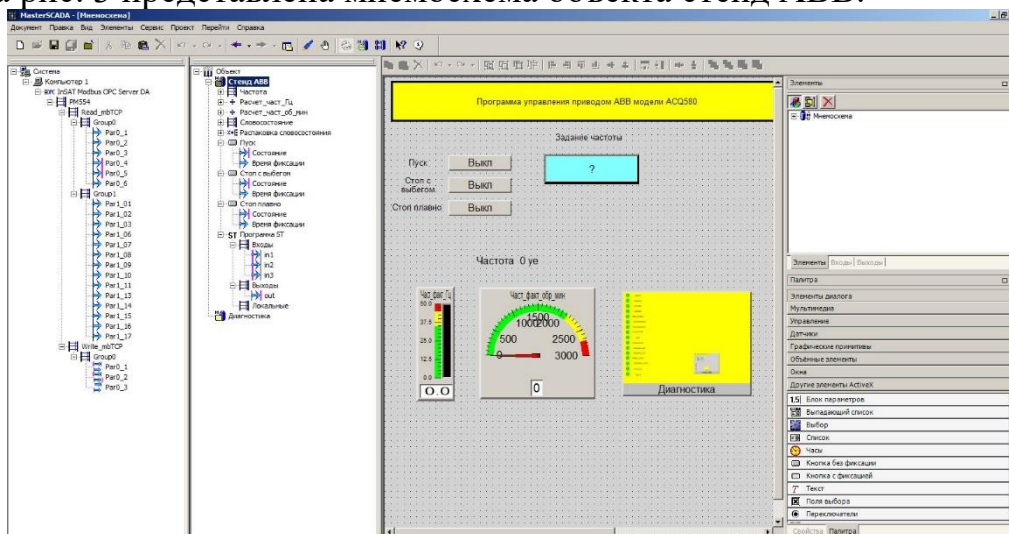 рис. 3 представлена мнемосхема объекта стенд АВВ.
MasterSCADA - [Мнемосхема]
Документ Правка Вид Элементы Сервис Проект Перейти Справка
Система
Компьютер 1
InSAT Modbus OPC Server DA
PM554
Read_mbTCP
Group0
Par0_1
Par0_2
Par0_3
Par0_4
Par0_5
Par0_6
Group1
Par1_01
Par1_02
Par1_03
Par1_06
Par1_07
Par1_08
Par1_09
Par1_10
Par1_11
Par1_13
Par1_14
Par1_15
Par1_16
Par1_17
Write_mbTCP
Group0
Par0_1
Par0_2
Par0_3
Объект
Стенд ABB
Частота
Расчет_част_Гц
Расчет_част_об_мин
Словосостояние
Распаковка словосостояния
Пуск
Состояние
Время фиксации
Стоп с выбегом
Состояние
Время фиксации
Стоп плавно
Состояние
Время фиксации
ST Программа ST
Входы
in1
in2
in3
Выходы
out
Локальные
Диагностика
Программа управления приводом ABB модели ACQ580
Задание частоты
?
Пуск Выкл
Стоп с выбегом Выкл
Стоп плавно Выкл
Частота 0 уе
Част_факт_Гц
50.0
37.5
25.0
12.5
0.0
0.0
Част_факт_обр_мин
0 500 1000 1500 2000 2500 3000
0
Диагностика
Элементы
Мнемосхема
Элементы Входы Выходы
Палитра
Элементы диалога
Мультимедиа
Управление
Датчики
Графические примитивы
Объёмные элементы
Окна
Другие элементы ActiveX
1.5 Блок параметров
Выпадающий список
Выбор
Список
Часы
Кнопка без фиксации
Кнопка с фиксацией
T Текст
Поля выбора
Переключатели
Свойства Палитра